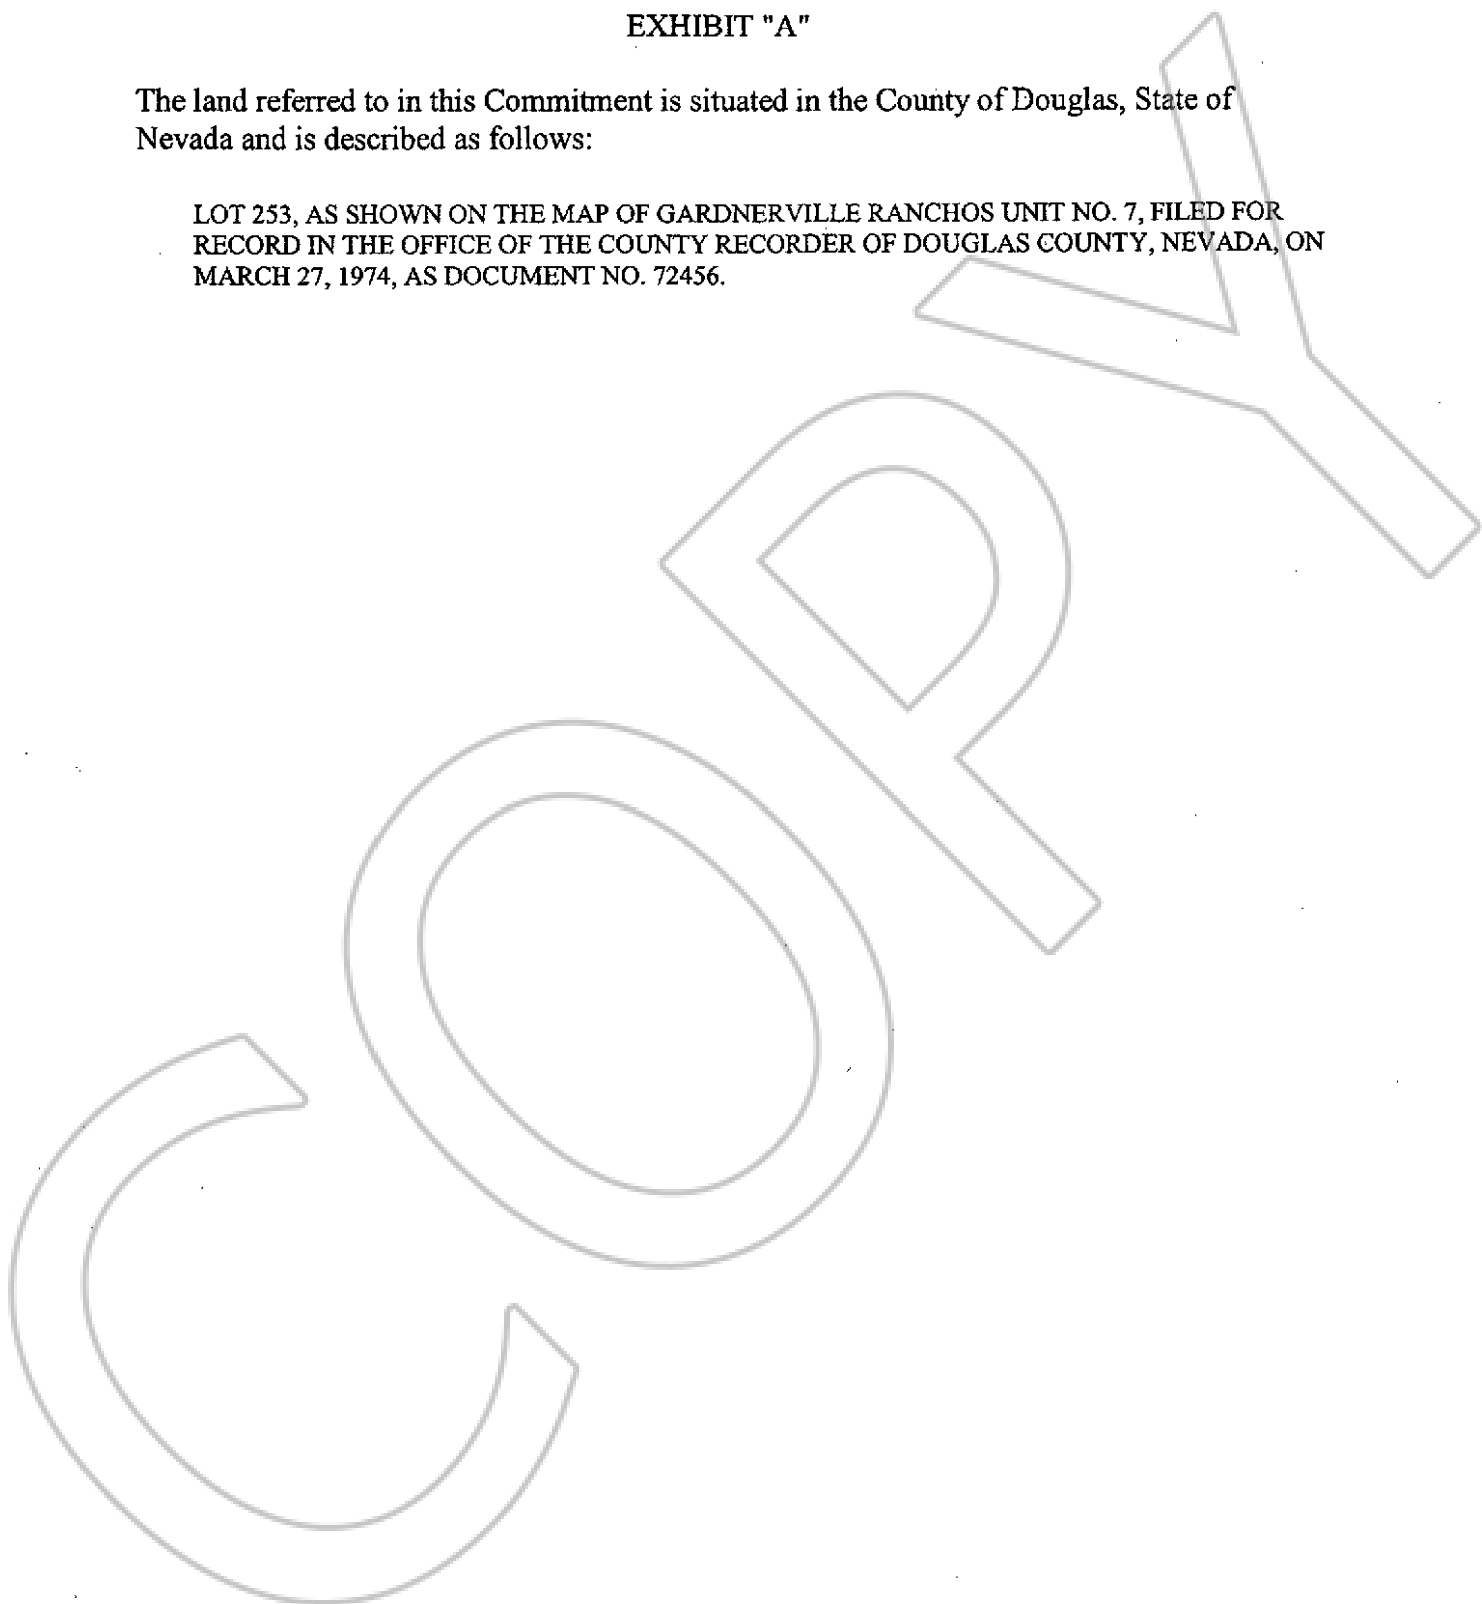 EXHIBIT "A"
The land referred to in this Commitment is situated in the County of Douglas, State of
Nevada and is described as follows:
LOT 253, AS SHOWN ON THE MAP OF GARDNERVILLE RANCHOS UNIT NO. 7, FILED FOR
RECORD IN THE OFFICE OF THE COUNTY RECORDER OF DOUGLAS COUNTY, NEVADA, ON
MARCH 27, 1974, AS DOCUMENT NO. 72456.
COPY